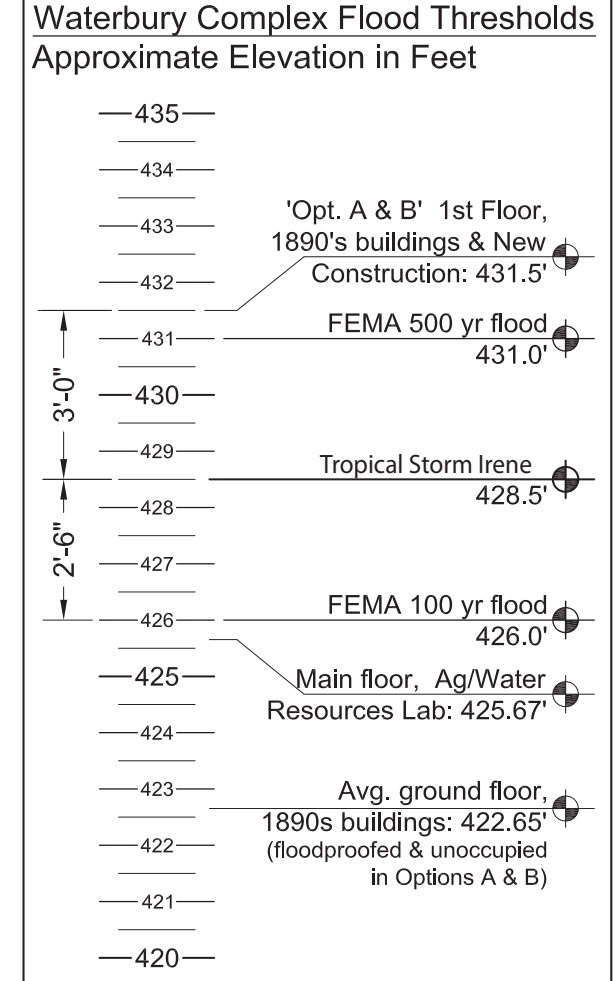 Waterbury Complex Flood Thresholds
Approximate Elevation in Feet
435
434
433
432
431
430
429
428
427
426
425
424
423
422
421
420
3'-0"
2'-6"
'Opt. A & B' 1st Floor,
1890's buildings & New
Construction: 431.5'
FEMA 500 yr flood
431.0'
Tropical Storm Irene
428.5'
FEMA 100 yr flood
426.0'
Main floor, Ag/Water
Resources Lab: 425.67'
Avg. ground floor,
1890s buildings: 422.65'
(floodproofed & unoccupied
in Options A & B)